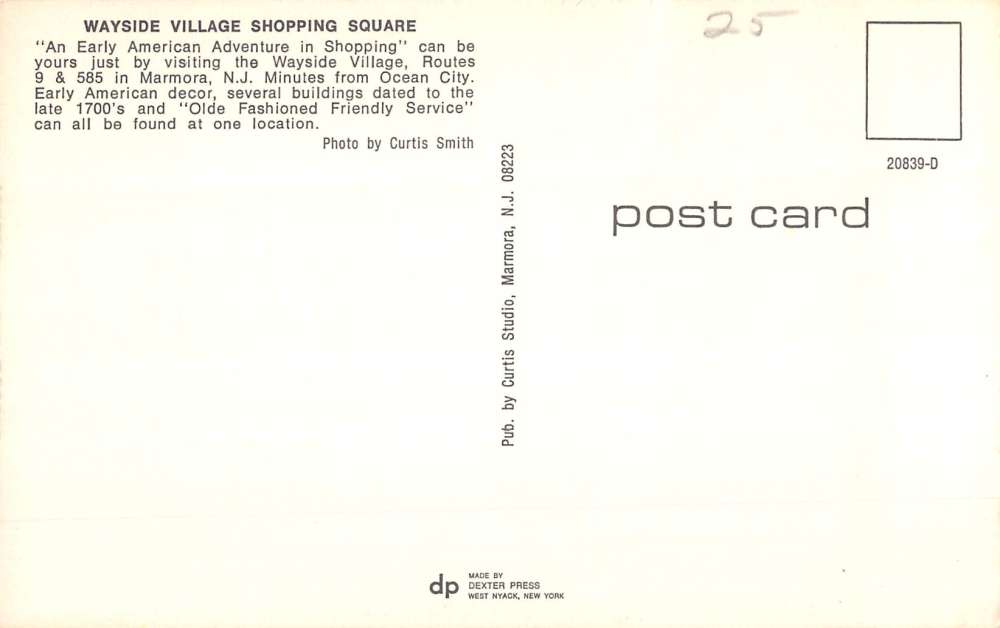 WAYSIDE VILLAGE SHOPPING SQUARE
"An Early American Adventure in Shopping" can be
yours just by visiting the Wayside Village, Routes
9 & 585 in Marmora, N.J. Minutes from Ocean City.
Early American decor, several buildings dated to the
late 1700's and "Olde Fashioned Friendly Service"
can all be found at one location.
Photo by Curtis Smith
Pub. by Curtis Studio, Marmora, N.J. 08223
25
20839-D
post card
dp
MADE BY
DEXTER PRESS
WEST NYACK, NEW YORK